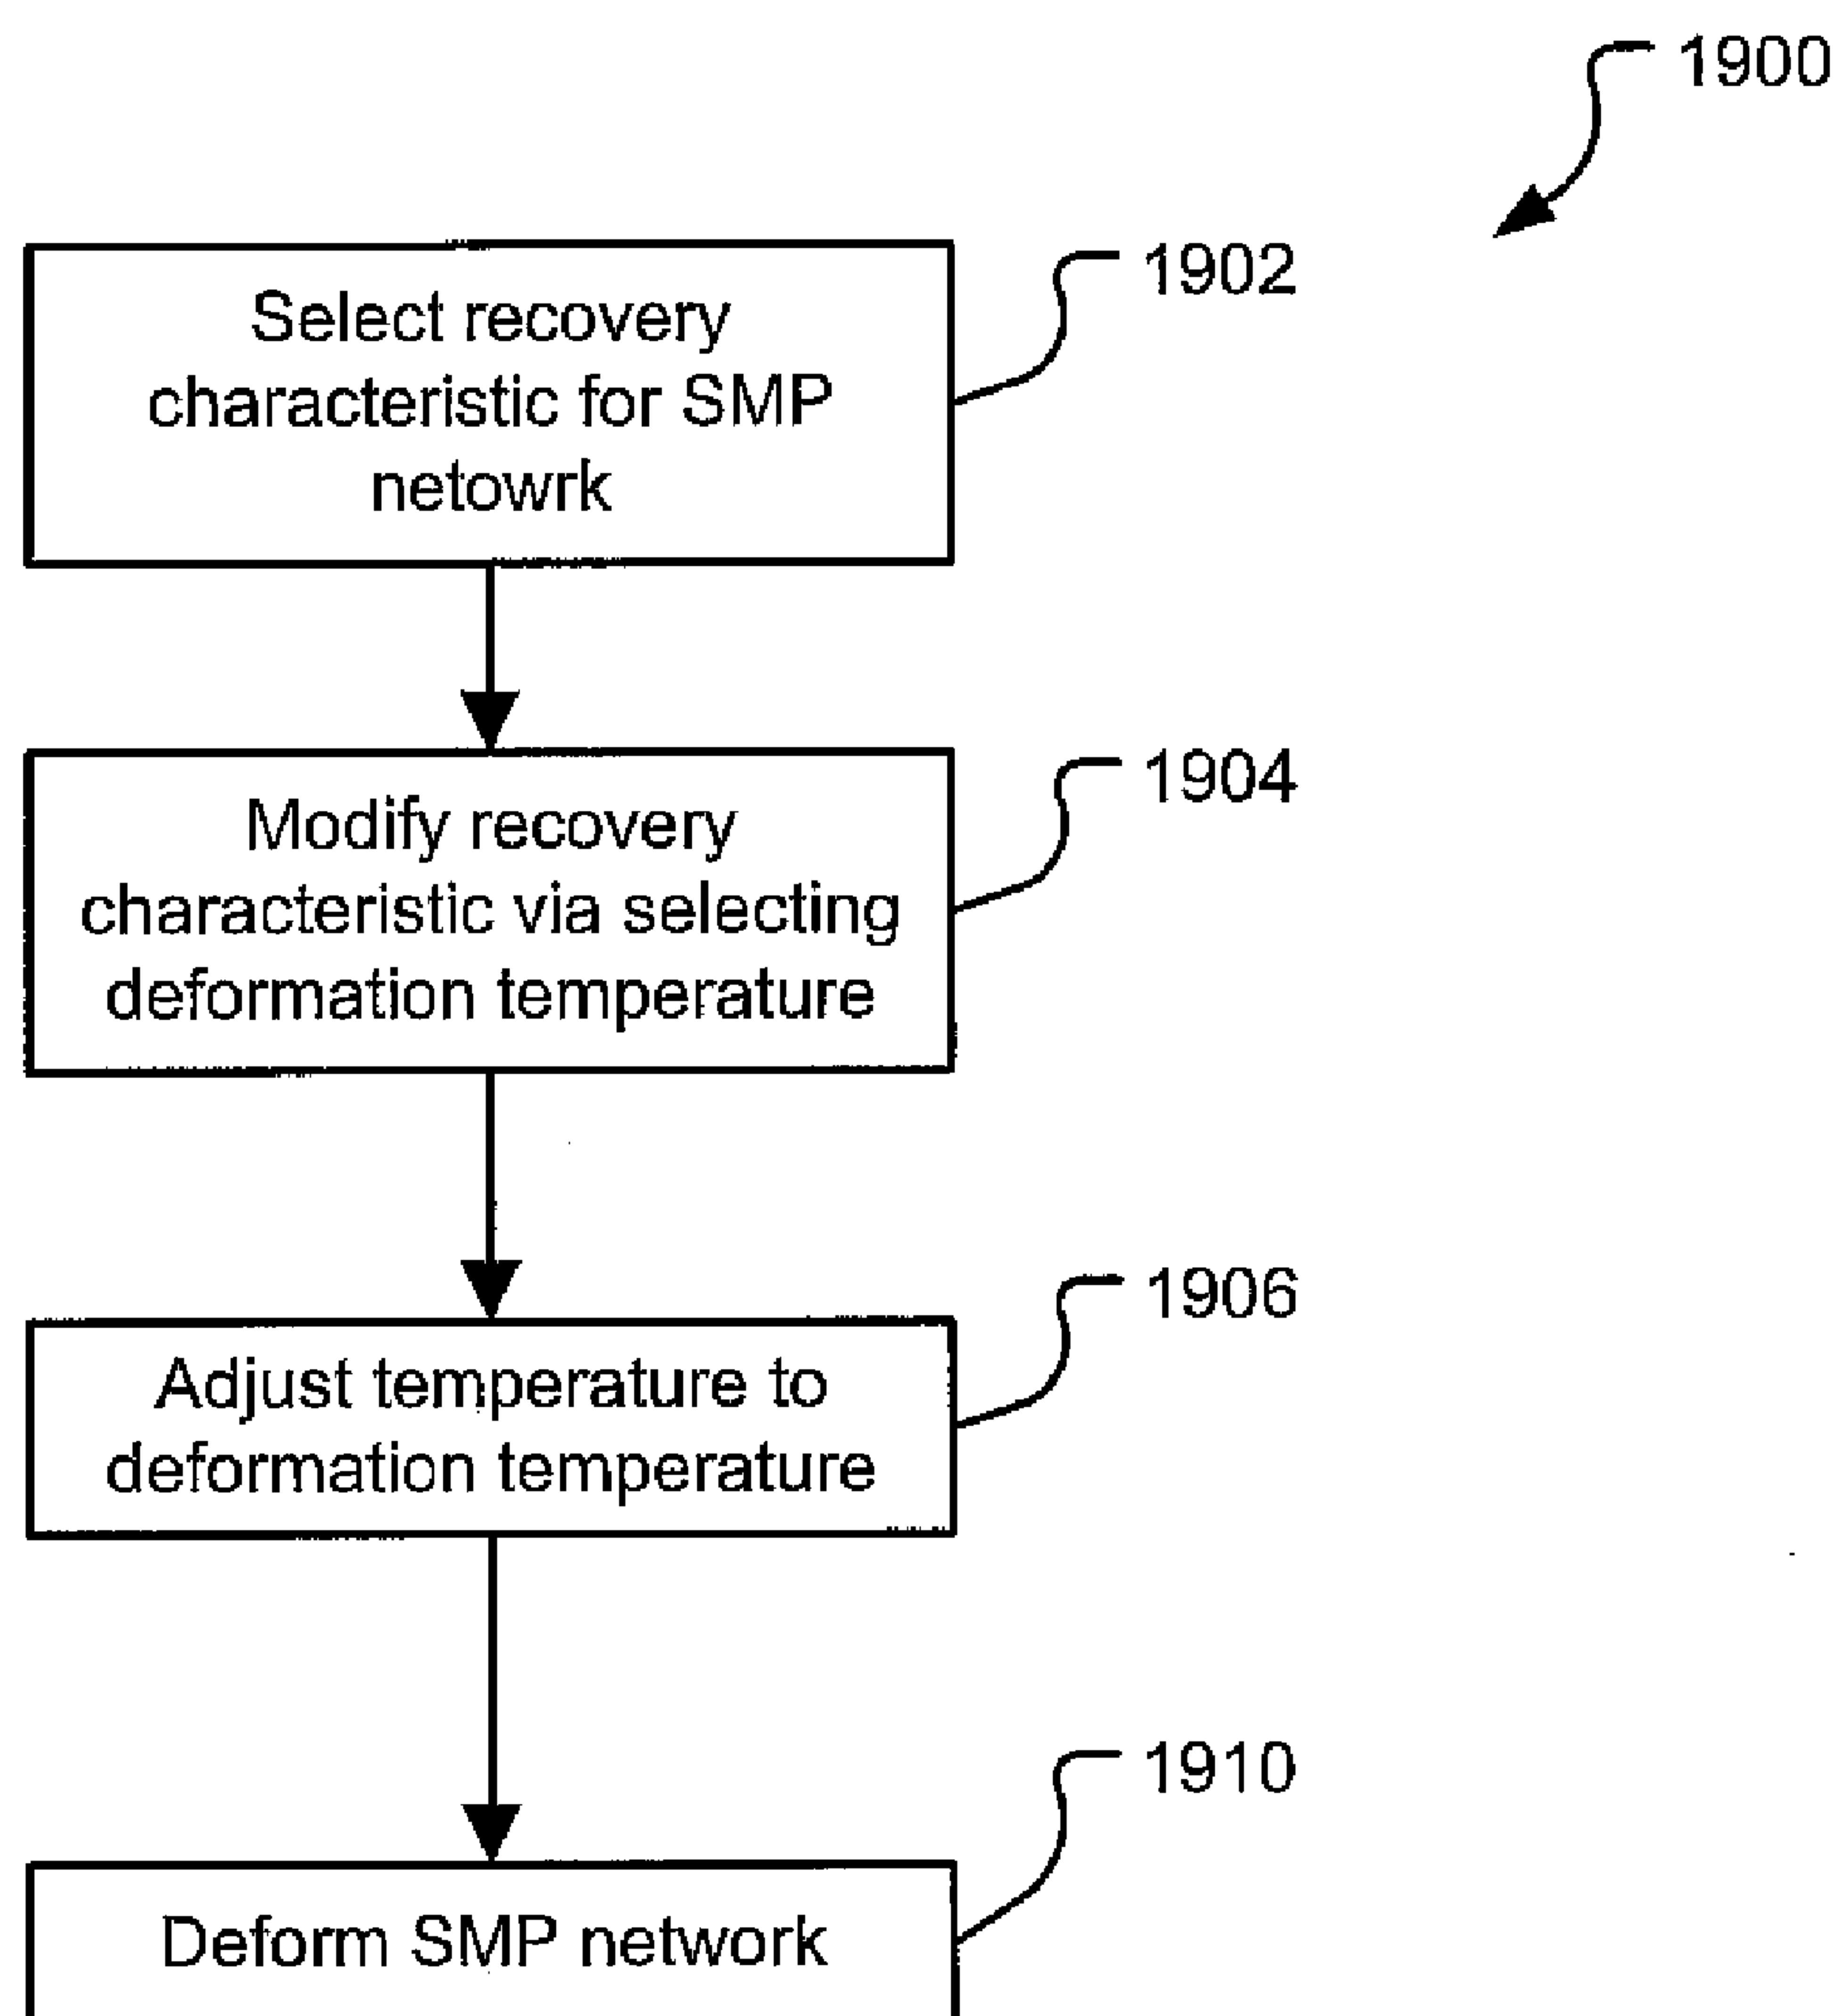 1900
Select recovery
characteristic for SMP
netowrk
1902
Modify recovery
characteristic via selecting
deformation temperature
1904
Adjust temperature to
deformation temperature
1906
Deform SMP network
1910